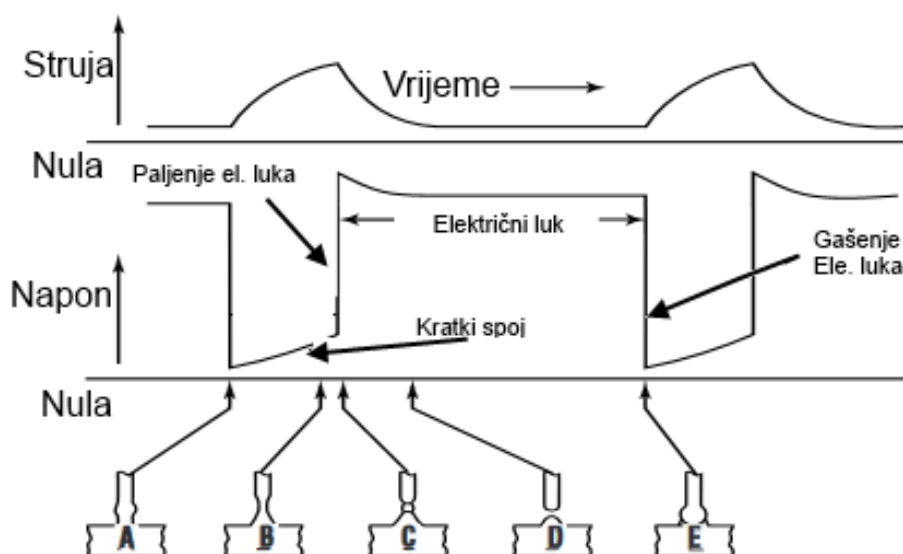 Struja
Vrijeme
Nula
Paljenje el. luka
Električni luk
Gašenje
Ele. luka
Napon
Kratki spoj
Nula
A
B
C
D
E